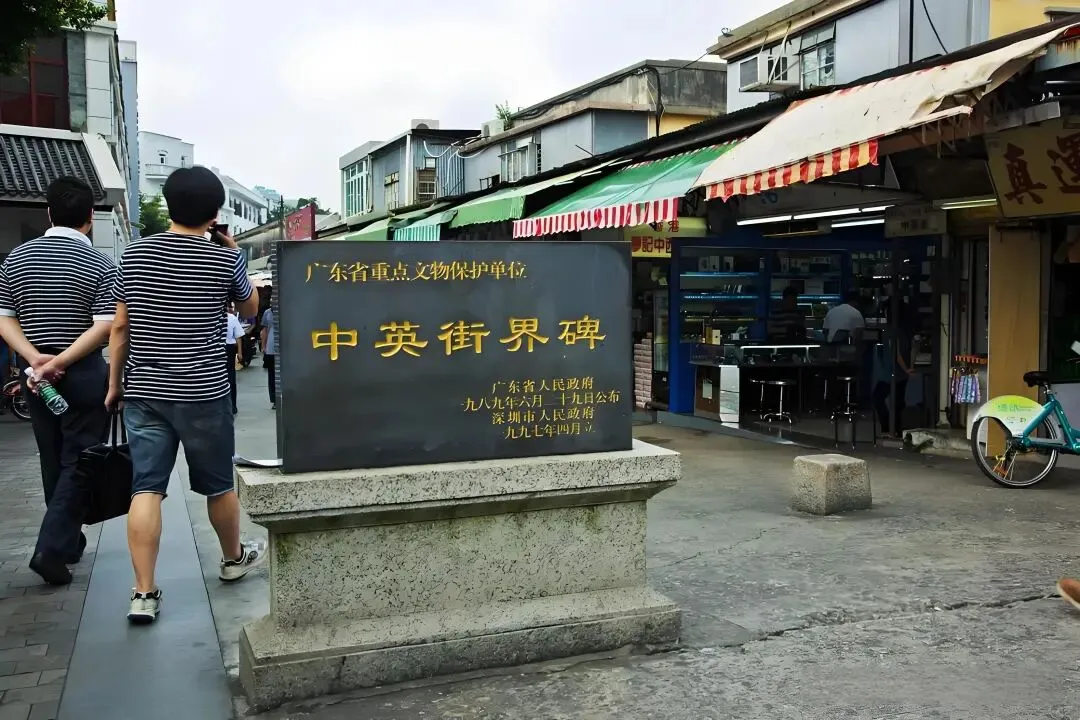 广东省重点文物保护单位
中英街界碑
广东省人民政府
一九八九年六月二十九日公布
深圳市人民政府
一九九七年四月立